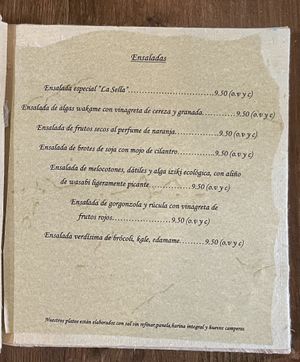 Ensaladas
Ensalada especial "La Sella"..............................9.50 (o.v y c)
Ensalada de algas wakame con vinagreta de cereza y granada............9.50 (o.v y c)
Ensalada de frutos secos al perfume de naranja...............9.50 (o.v y c)
Ensalada de brotes de soja con mojo de cilantro.............9.50 (o.v y c)
Ensalada de melocotones, dátiles y alga iziki ecológica, con aliño
de wasabi ligeramente picante..................9.50 (o.v y c)
Ensalada de gorgonzola y rúcula con vinagreta de
frutos rojos...................9.50 (o.v y c)
Ensalada verdísima de brócoli, kale, edamame.........9.50 (o.v y c)
Nuestros platos están elaborados con sal sin refinar,panela,harina integral y huevos camperos